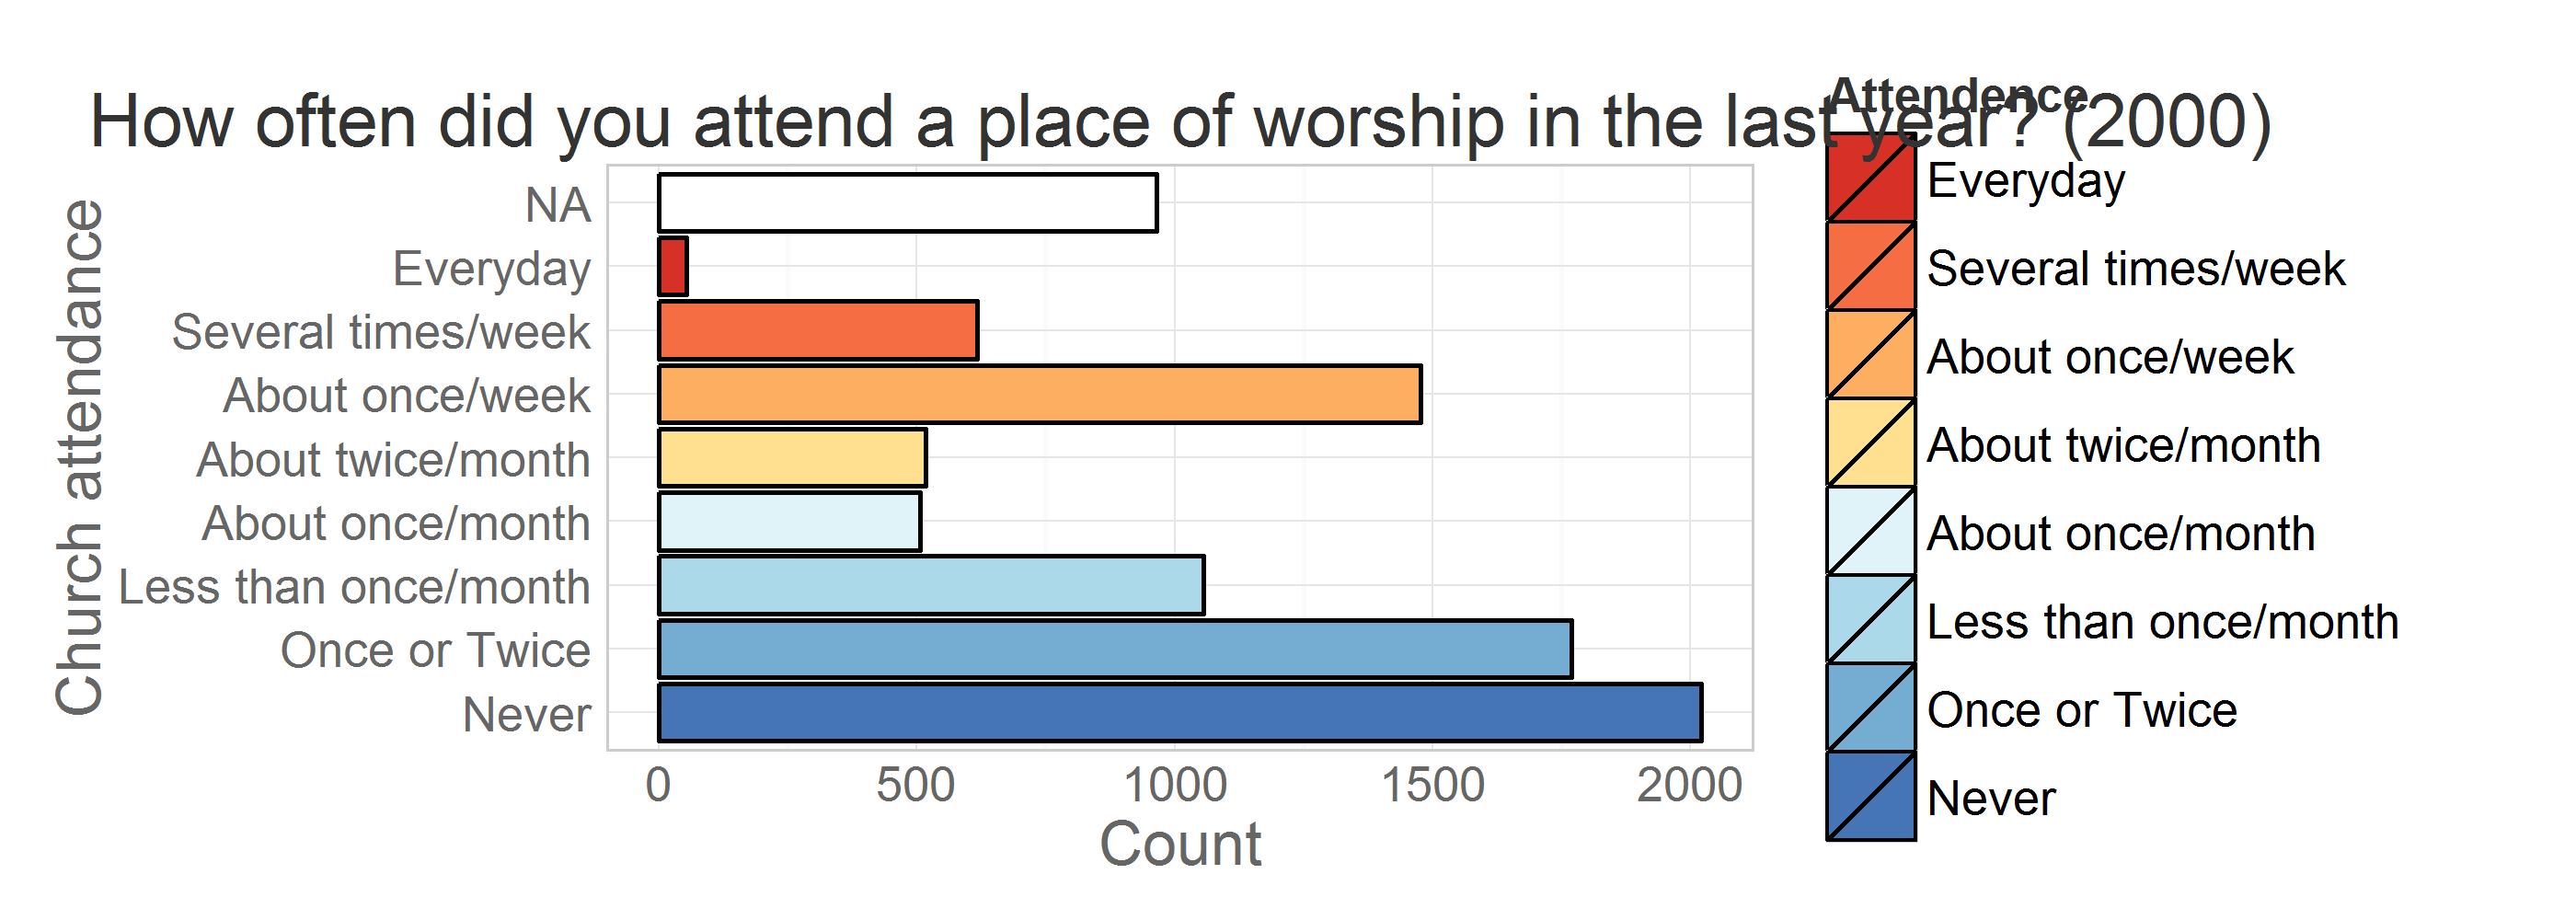 How often did you attend a place of worship in the last year? (2000)
Church attendance
NA
Everyday
Several times/week
About once/week
About twice/month
About once/month
Less than once/month
Once or Twice
Never
0 500 1000 1500 2000
Count
Attendence
Everyday
Several times/week
About once/week
About twice/month
About once/month
Less than once/month
Once or Twice
Never